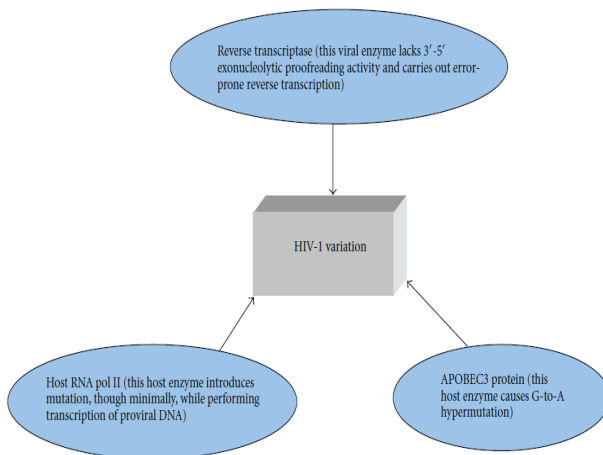 Reverse transcriptase (this viral enzyme lacks 3′-5′
exonucleolytic proofreading activity and carries out error-
prone reverse transcription)
HIV-1 variation
Host RNA pol II (this host enzyme introduces
mutation, though minimally, while performing
transcription of proviral DNA)
APOBEC3 protein (this
host enzyme causes G-to-A
hypermutation)